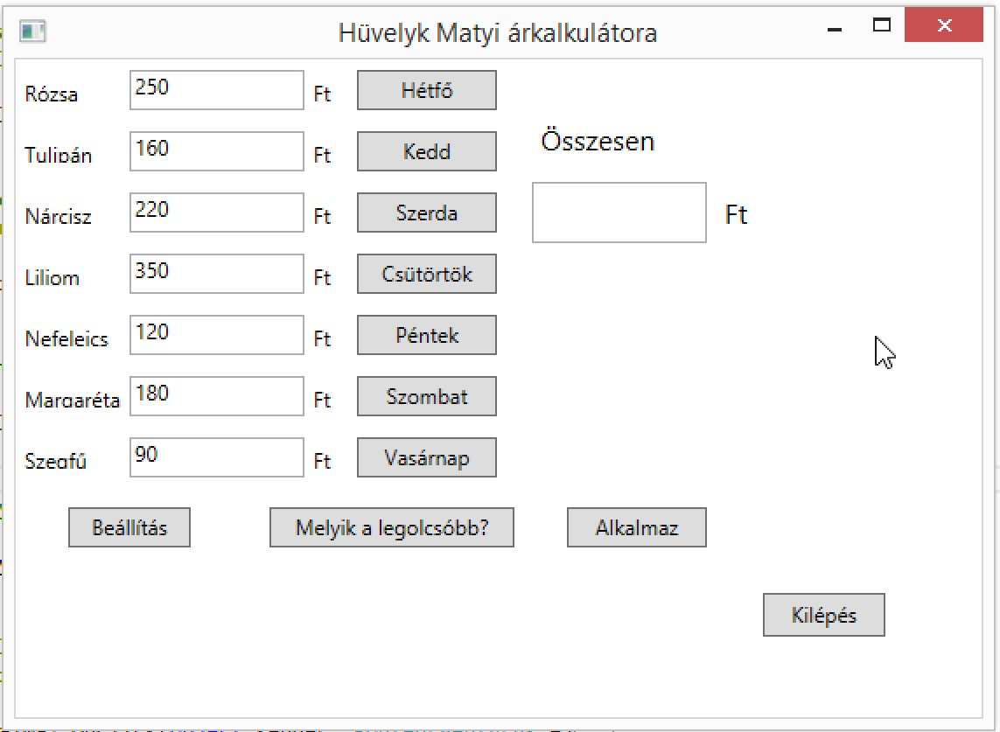 Hüvelyk Matyi árkalkulátora
Rózsa 250 Ft Hétfő
Összesen
Tulipán 160 Ft Kedd
Nárcisz 220 Ft Szerda
Ft
Liliom 350 Ft Csütörtök
Nefelejcs 120 Ft Péntek
Margaréta 180 Ft Szombat
Szegfű 90 Ft Vasárnap
Beállítás Melyik a legolcsóbb? Alkalmaz
Kilépés